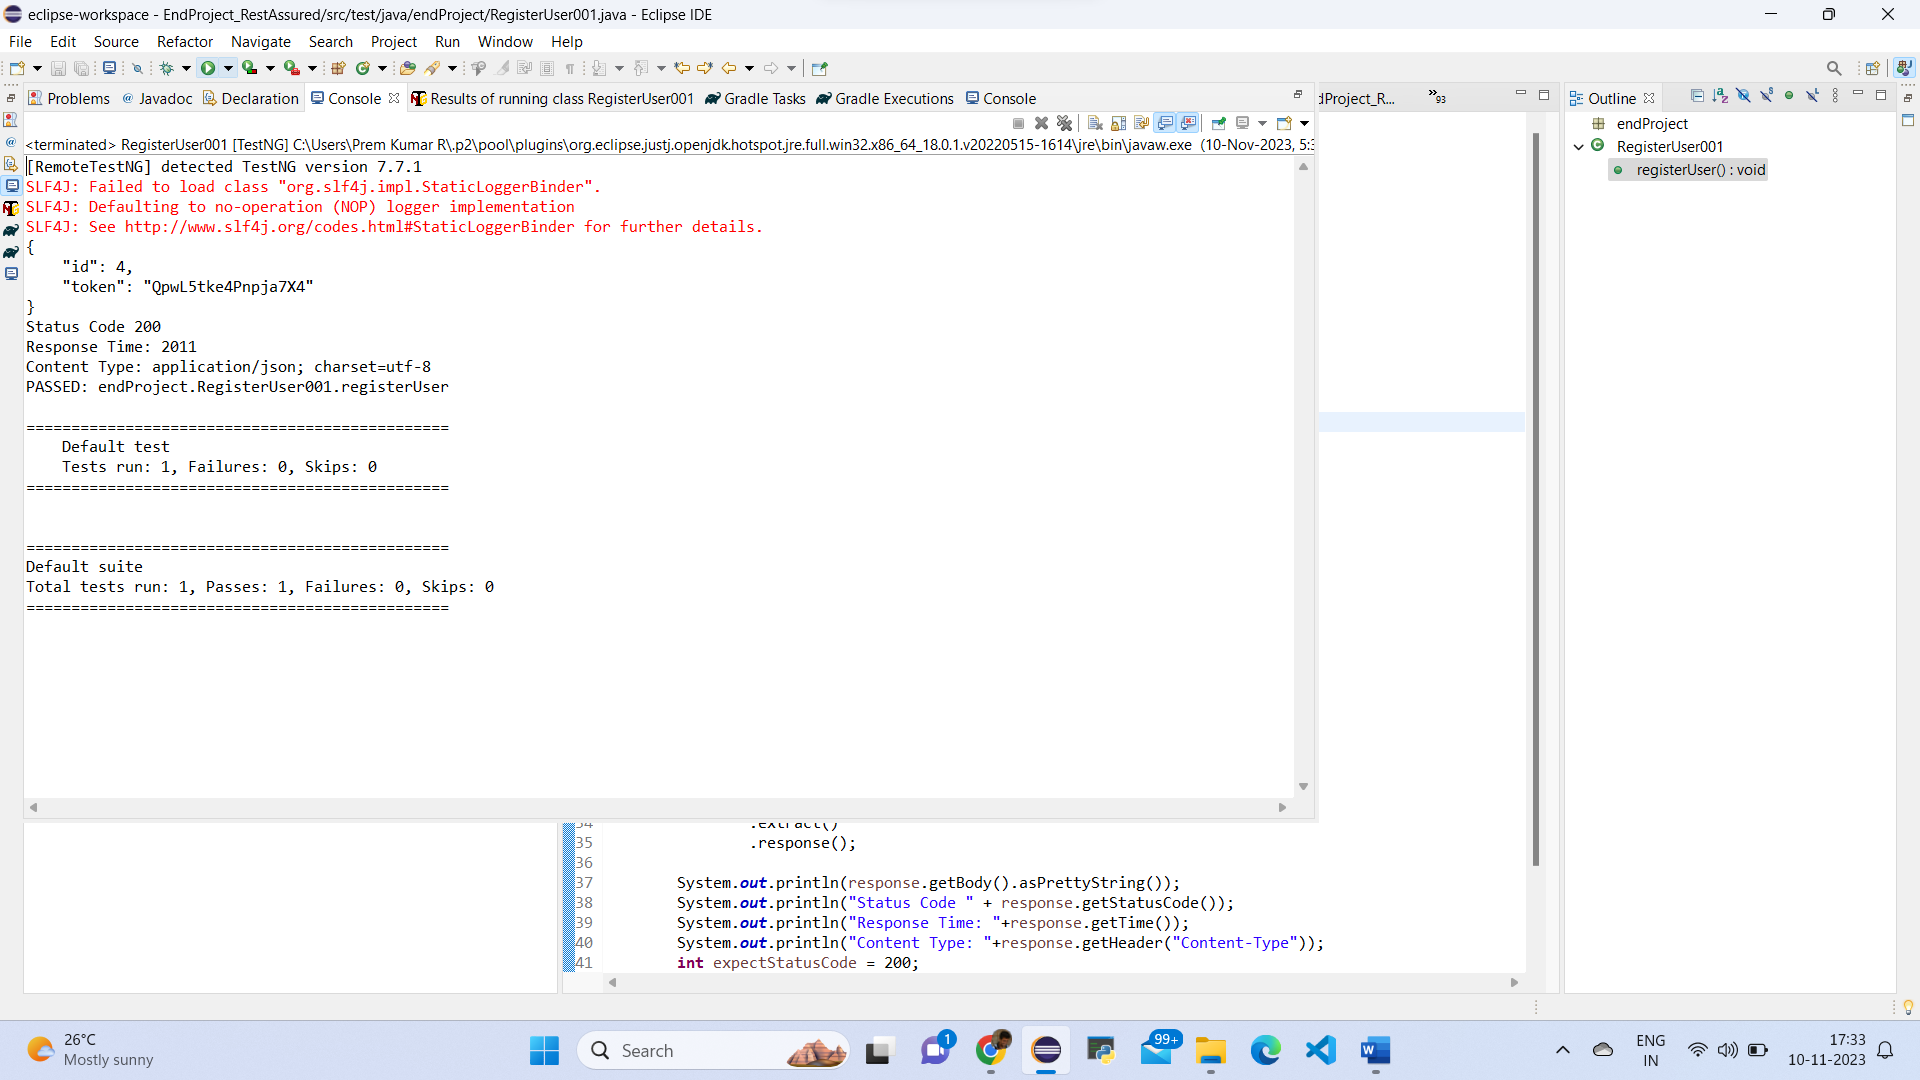 eclipse-workspace - EndProject_RestAssured/src/test/java/endProject/RegisterUser001.java - Eclipse IDE
File Edit Source Refactor Navigate Search Project Run Window Help
Problems @ Javadoc Declaration Console Results of running class RegisterUser001 Gradle Tasks Gradle Executions Console
dProject_R... »93
Outline
<terminated> RegisterUser001 [TestNG] C:\Users\Prem Kumar R\.p2\pool\plugins\org.eclipse.justj.openjdk.hotspot.jre.full.win32.x86_64_18.0.1.v20220515-1614\jre\bin\javaw.exe (10-Nov-2023, 5:3
[RemoteTestNG] detected TestNG version 7.7.1
SLF4J: Failed to load class "org.slf4j.impl.StaticLoggerBinder".
SLF4J: Defaulting to no-operation (NOP) logger implementation
SLF4J: See http://www.slf4j.org/codes.html#StaticLoggerBinder for further details.
{
    "id": 4,
    "token": "QpwL5tke4Pnpja7X4"
}
Status Code 200
Response Time: 2011
Content Type: application/json; charset=utf-8
PASSED: endProject.RegisterUser001.registerUser
===============================================
    Default test
    Tests run: 1, Failures: 0, Skips: 0
===============================================
===============================================
Default suite
Total tests run: 1, Passes: 1, Failures: 0, Skips: 0
===============================================
endProject
RegisterUser001
registerUser() : void
34 .extract()
35 .response();
36
37 System.out.println(response.getBody().asPrettyString());
38 System.out.println("Status Code " + response.getStatusCode());
39 System.out.println("Response Time: "+response.getTime());
40 System.out.println("Content Type: "+response.getHeader("Content-Type"));
41 int expectStatusCode = 200;
26°C
Mostly sunny
Search
1
99+
ENG
IN
17:33
10-11-2023